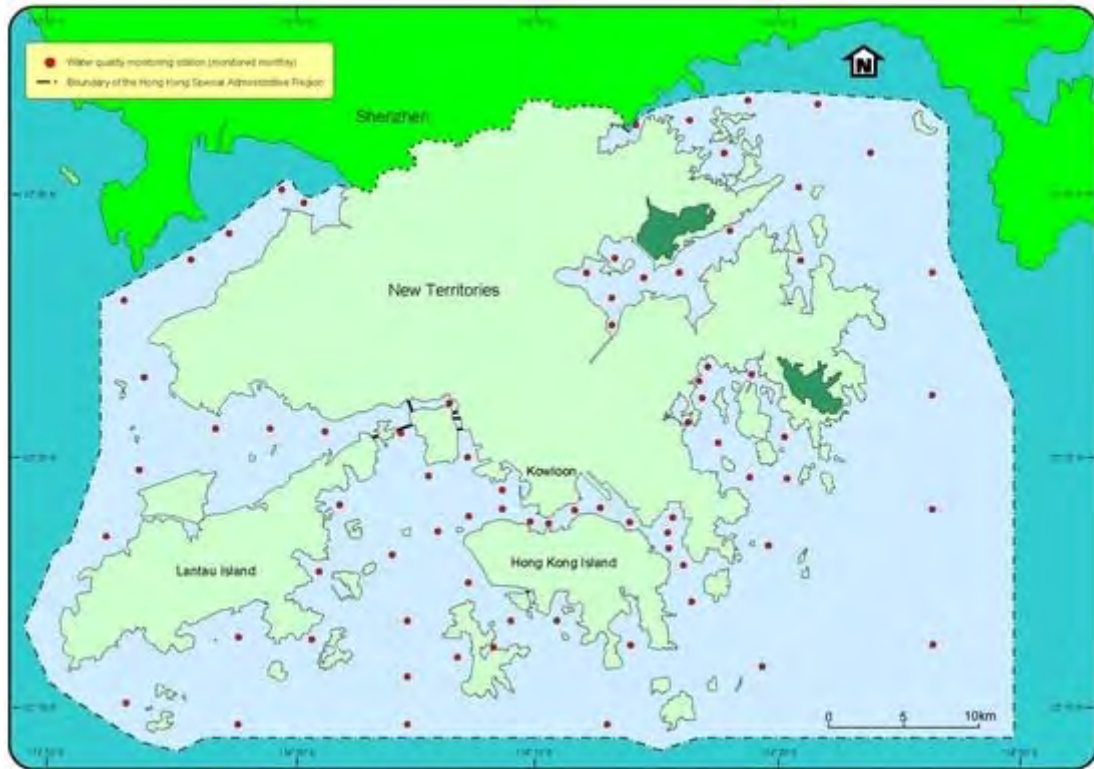 Water quality monitoring station (monitored monthly)
Boundary of the Hong Kong Special Administrative Region
N
Shenzhen
New Territories
Kowloon
Hong Kong Island
Lantau Island
0 5 10km